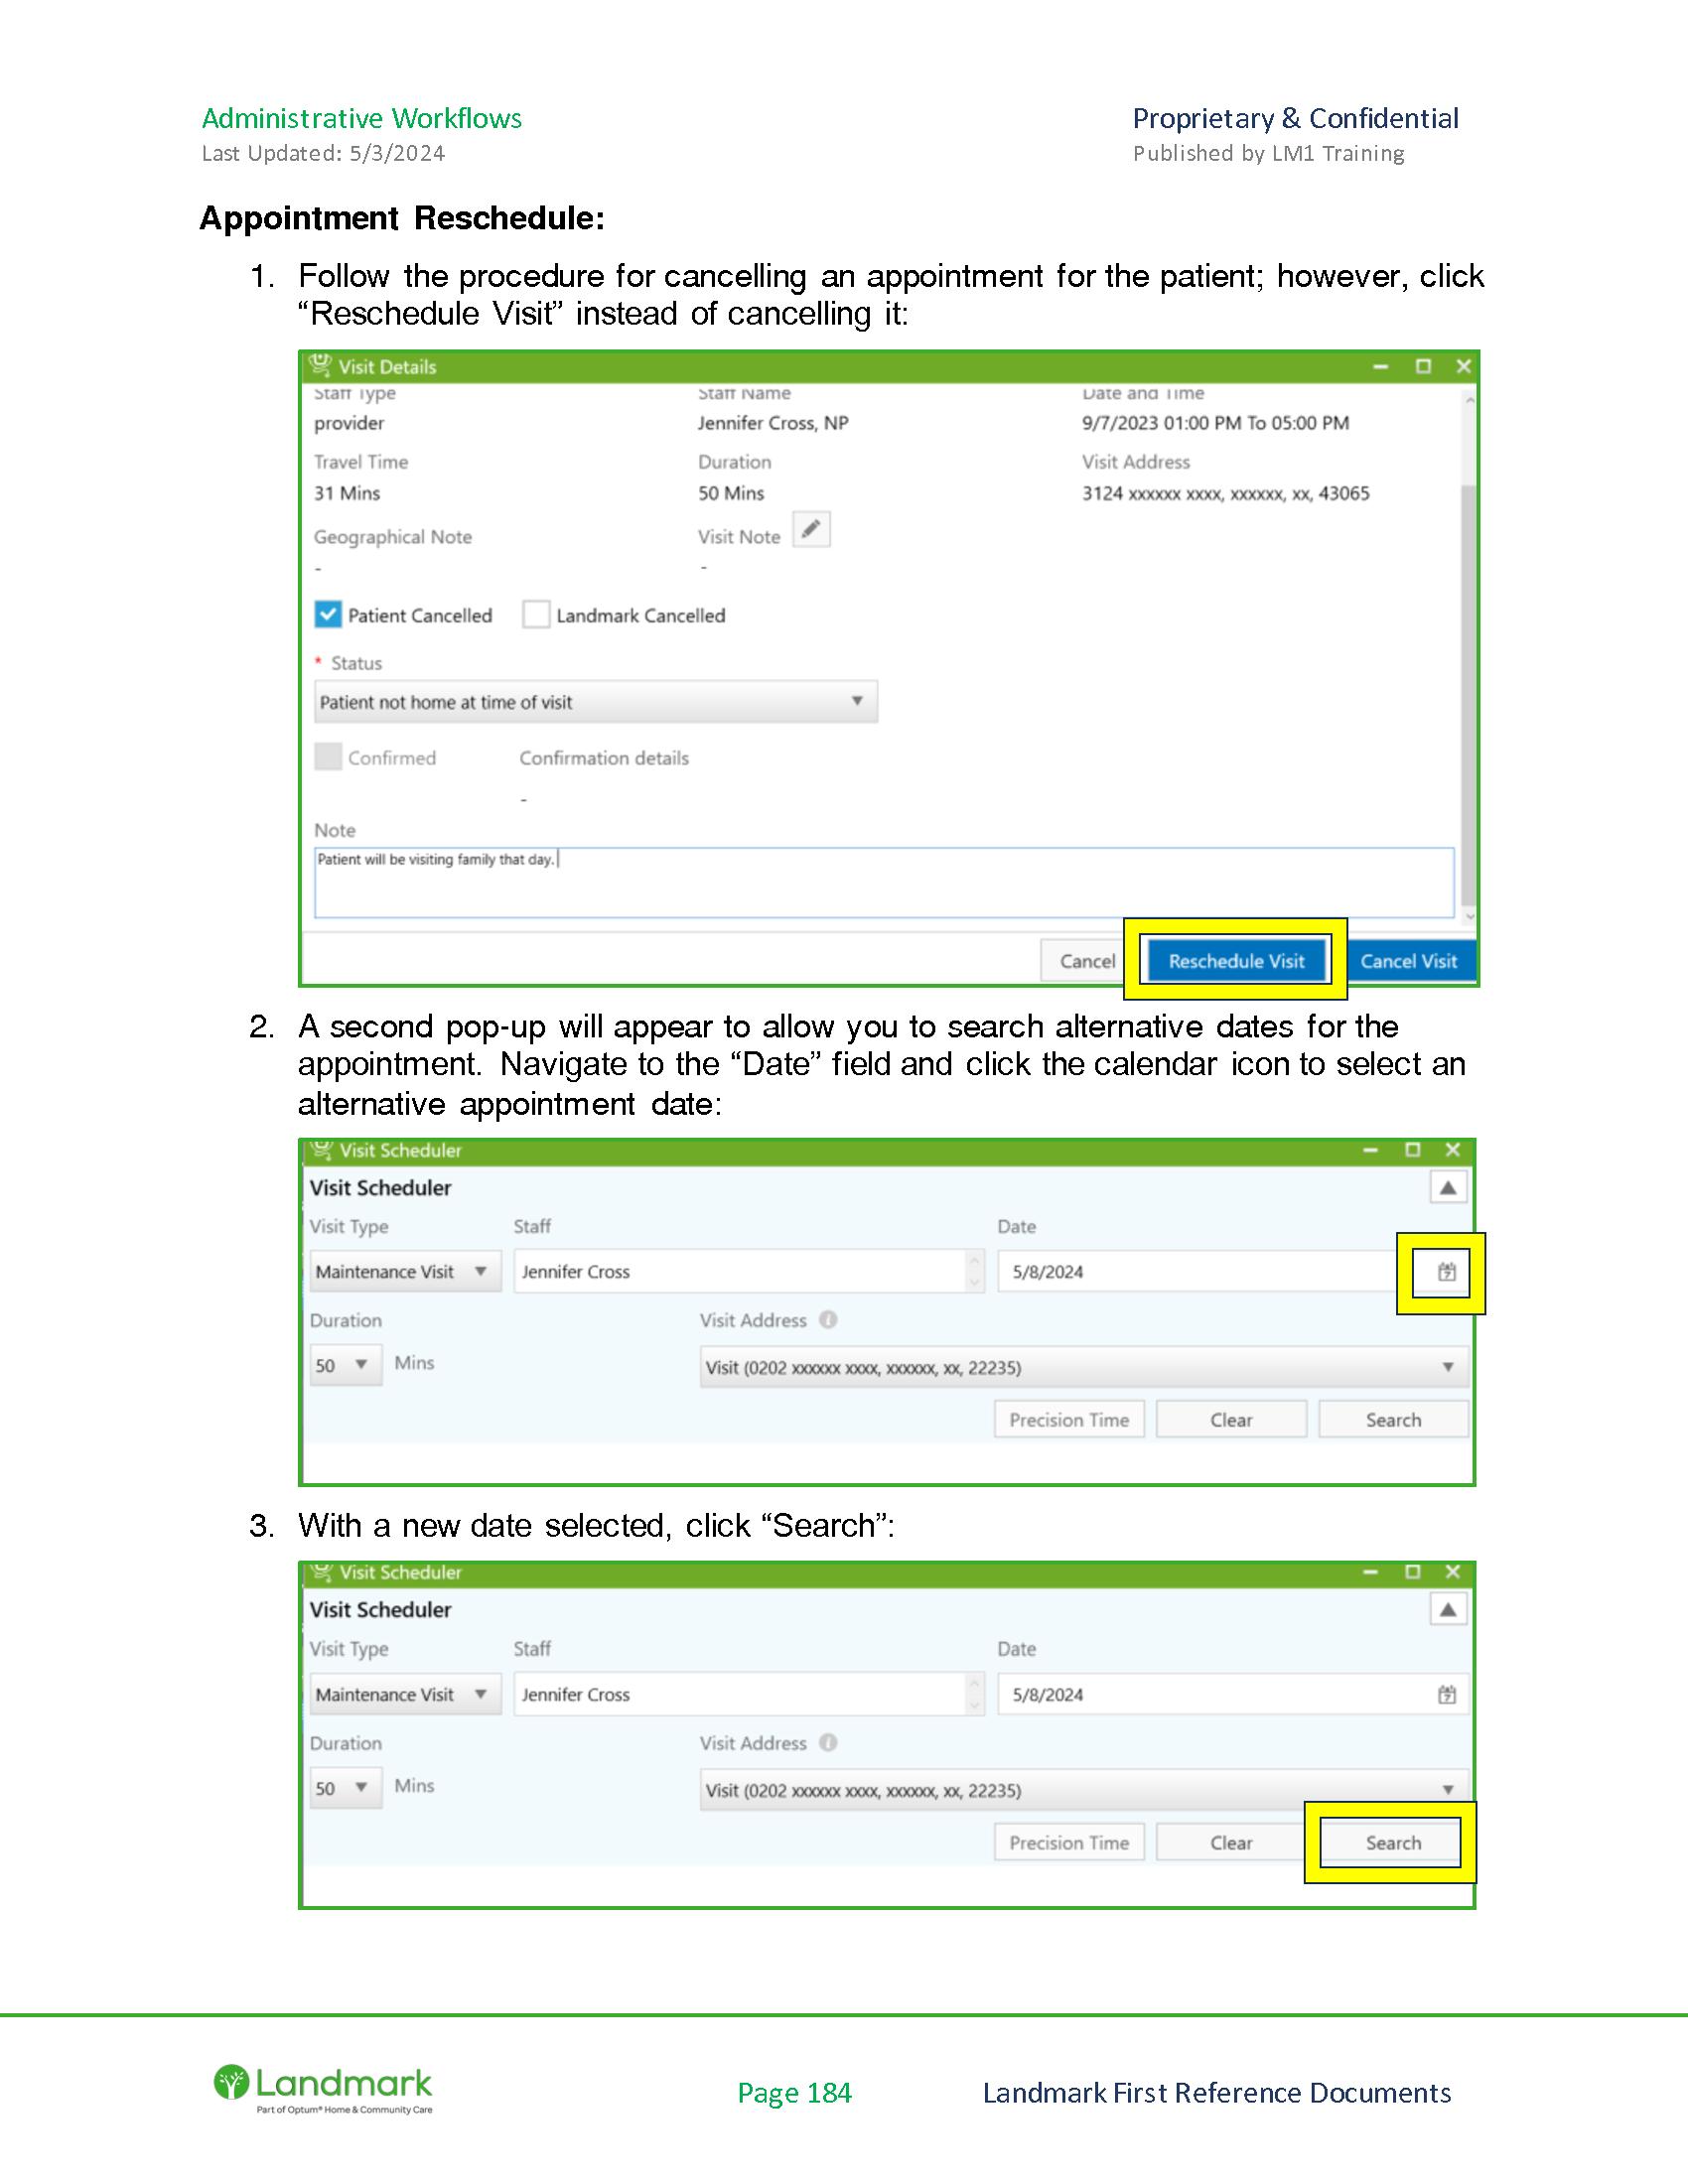 Administrative Workflows
Proprietary & Confidential
Last Updated: 5/3/2024
Published by LM1 Training
Appointment Reschedule:
1. Follow the procedure for cancelling an appointment for the patient; however, click
“Reschedule Visit” instead of cancelling it:
Visit Details
Staff Type Staff Name Date and Time
provider Jennifer Cross, NP 9/7/2023 01:00 PM To 05:00 PM
Travel Time Duration Visit Address
31 Mins 50 Mins 3124 xxxxxx xxxx, xxxxxx, xx, 43065
Geographical Note Visit Note
- -
Patient Cancelled Landmark Cancelled
* Status
Patient not home at time of visit
Confirmed Confirmation details
-
Note
Patient will be visiting family that day.
Cancel Reschedule Visit Cancel Visit
2. A second pop-up will appear to allow you to search alternative dates for the
appointment. Navigate to the “Date” field and click the calendar icon to select an
alternative appointment date:
Visit Scheduler
Visit Scheduler
Visit Type Staff Date
Maintenance Visit Jennifer Cross 5/8/2024
Duration Visit Address
50 Mins Visit (0202 xxxxxx xxxx, xxxxxx, xx, 22235)
Precision Time Clear Search
3. With a new date selected, click “Search”:
Visit Scheduler
Visit Scheduler
Visit Type Staff Date
Maintenance Visit Jennifer Cross 5/8/2024
Duration Visit Address
50 Mins Visit (0202 xxxxxx xxxx, xxxxxx, xx, 22235)
Precision Time Clear Search
Landmark
Part of Optum® Home & Community Care
Page 184
Landmark First Reference Documents